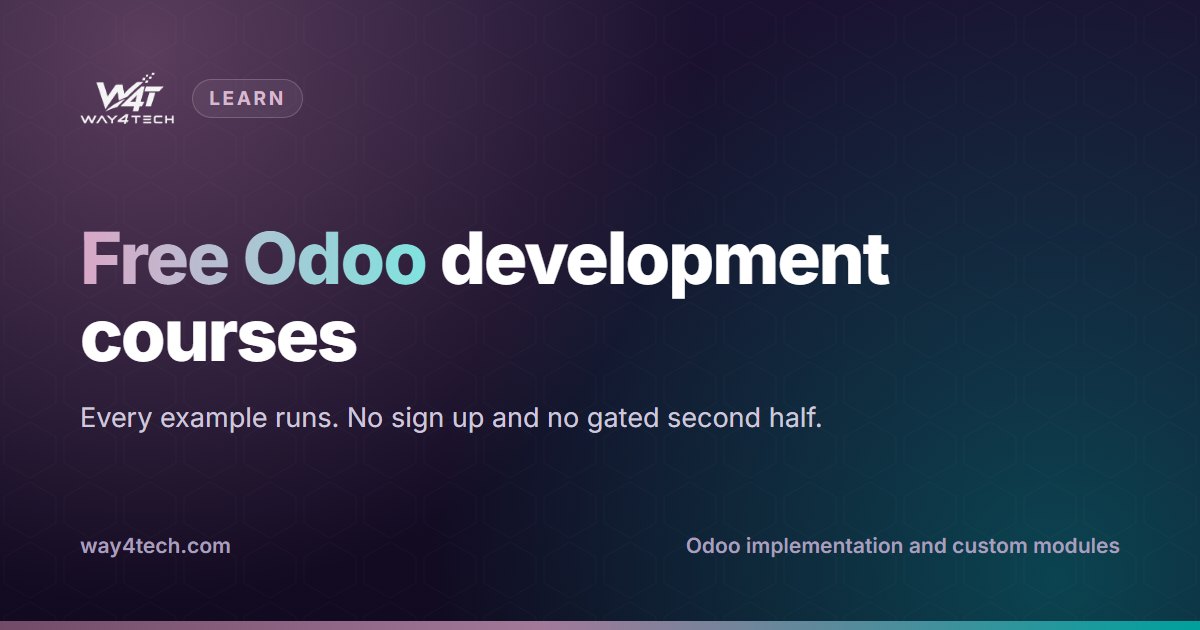 W4T
WAY4TECH
LEARN
Free Odoo development
courses
Every example runs. No sign up and no gated second half.
way4tech.com
Odoo implementation and custom modules